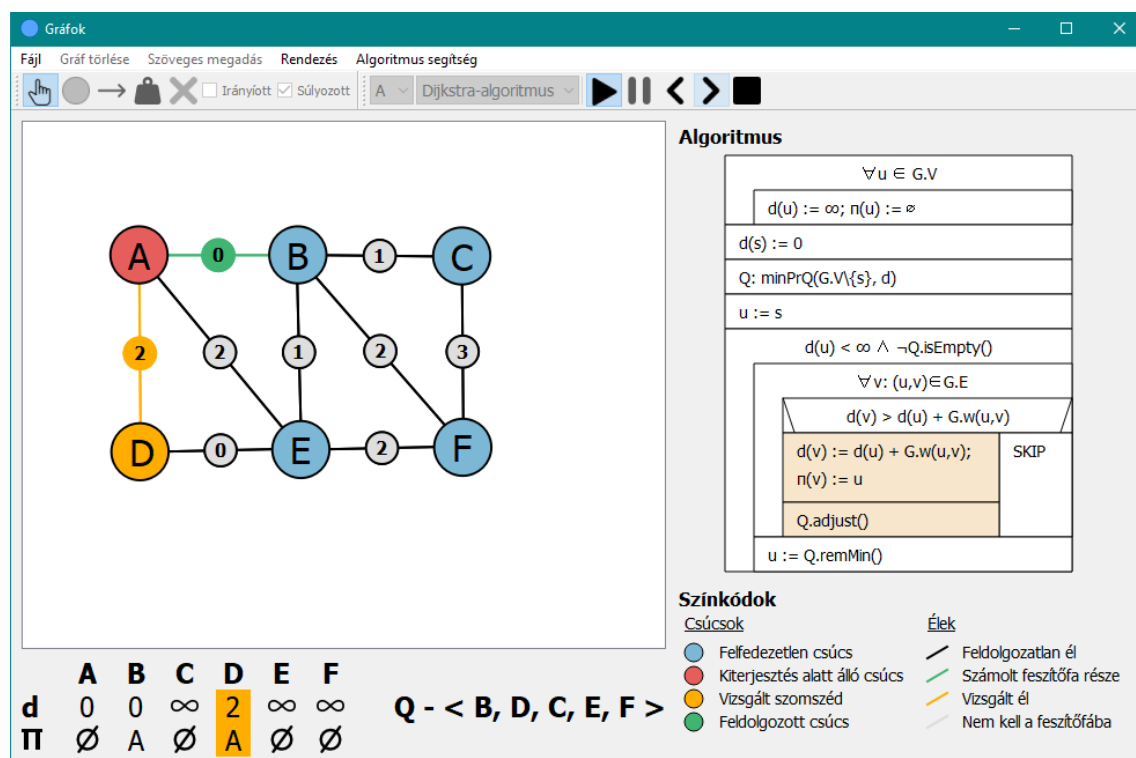 Gráfok
Fájl Gráf törlése Szöveges megadás Rendezés Algoritmus segítség
Irányíott Súlyozott A Dijkstra-algoritmus
Algoritmus
∀u ∈ G.V
d(u) := ∞; π(u) := ∅
d(s) := 0
Q: minPrQ(G.V\{s}, d)
u := s
d(u) < ∞ ∧ ¬Q.isEmpty()
∀v: (u,v)∈G.E
d(v) > d(u) + G.w(u,v)
d(v) := d(u) + G.w(u,v);
π(v) := u
SKIP
Q.adjust()
u := Q.remMin()
A 0 B 1 C
2 2 1 2 3
D 0 E 2 F
Színkódok
Csúcsok Élek
Felfedezetlen csúcs Feldolgozatlan él
Kiterjesztés alatt álló csúcs Számolt feszítőfa része
Vizsgált szomszéd Vizsgált él
Feldolgozott csúcs Nem kell a feszítőfába
A B C D E F
d 0 0 ∞ 2 ∞ ∞
Π Ø A Ø A Ø Ø
Q - < B, D, C, E, F >